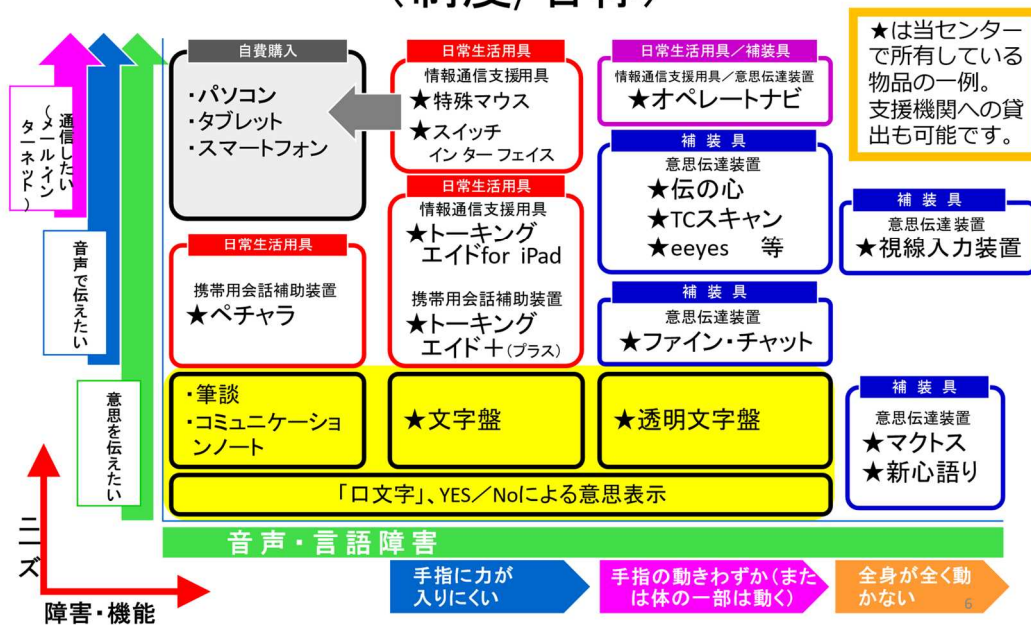 ★は当センター
で所有している
物品の一例。
支援機関への貸
出も可能です。
通信したい
(メール・イン
ターネット)
音声で伝えたい
意思を伝えたい
自費購入
・パソコン
・タブレット
・スマートフォン
日常生活用具
情報通信支援用具
★特殊マウス
★スイッチ
インターフェイス
日常生活用具/補装具
情報通信支援用具/意思伝達装置
★オペレートナビ
補装具
意思伝達装置
★伝の心
★TCスキャン
★eeyes 等
補装具
意思伝達装置
★視線入力装置
日常生活用具
携帯用会話補助装置
★ペチャラ
日常生活用具
情報通信支援用具
★トーキング
エイドfor iPad
携帯用会話補助装置
★トーキング
エイド+(プラス)
補装具
意思伝達装置
★ファイン・チャット
・筆談
・コミュニケーショ
ンノート
★文字盤
★透明文字盤
補装具
意思伝達装置
★マクトス
★新心語り
「口文字」、YES/Noによる意思表示
音声・言語障害
ニーズ
障害・機能
手指に力が
入りにくい
手指の動きわずか(また
は体の一部は動く)
全身が全く動
かない
6